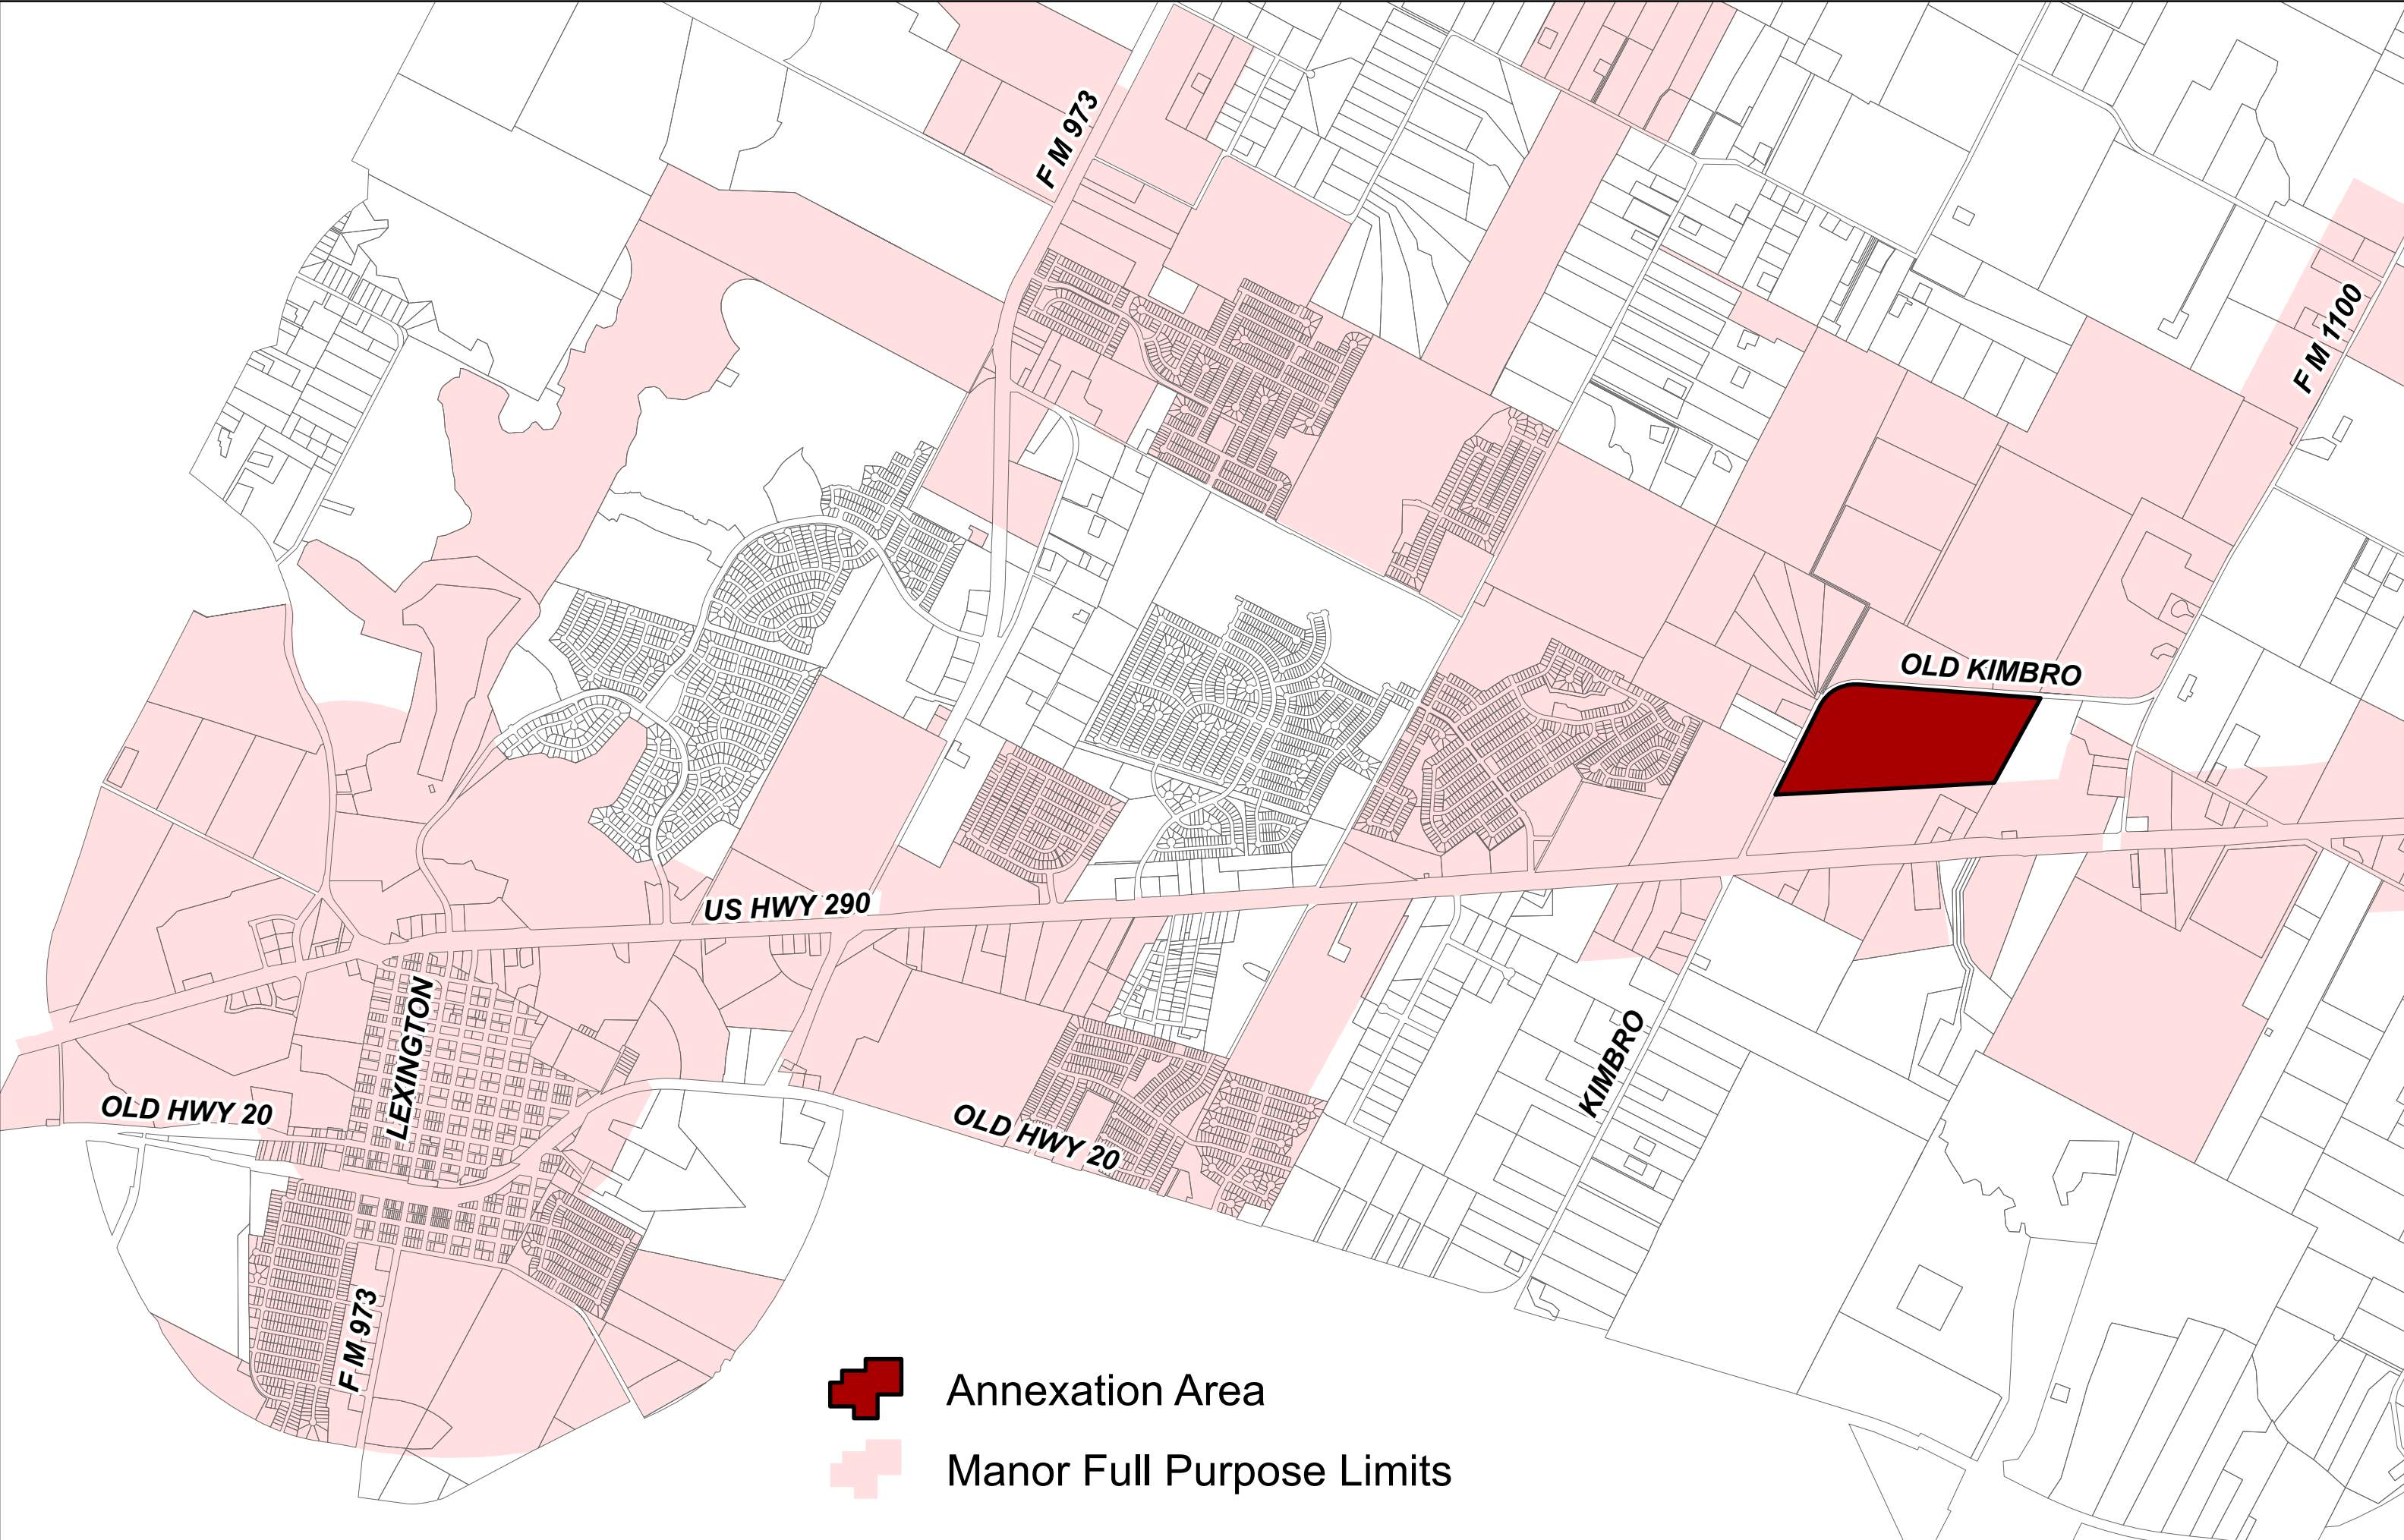 F M 973
F M 1100
OLD KIMBRO
US HWY 290
LEXINGTON
KIMBRO
OLD HWY 20
OLD HWY 20
F M 973
Annexation Area
Manor Full Purpose Limits